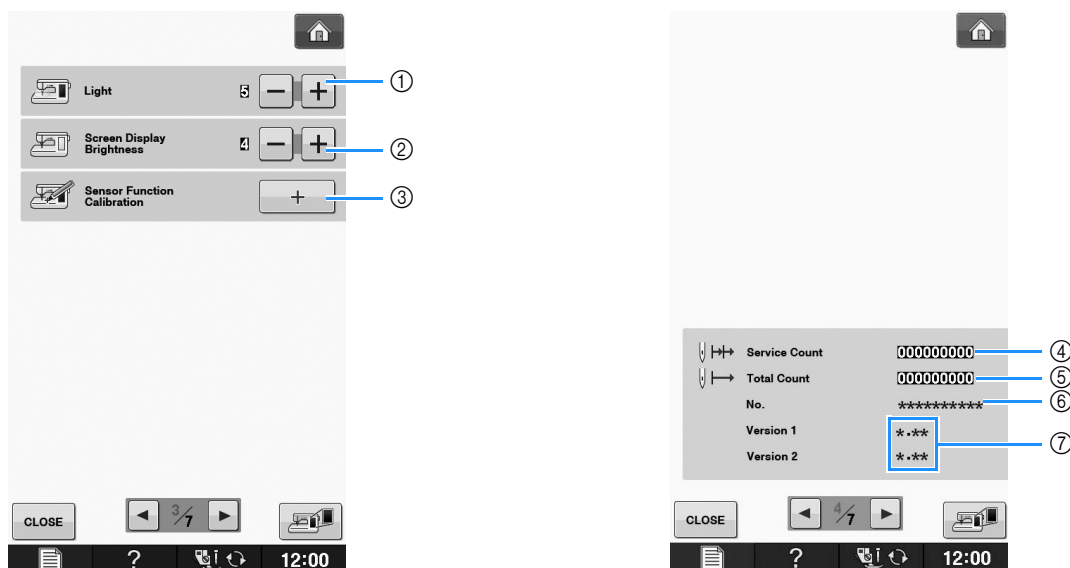 Light 5 − + ①
Screen Display
Brightness 4 − + ②
Sensor Function
Calibration + ③
CLOSE 3/7
? 12:00
Service Count 000000000 ④
Total Count 000000000 ⑤
No. ********** ⑥
Version 1 *.**
Version 2 *.** ⑦
CLOSE 4/7
? 12:00